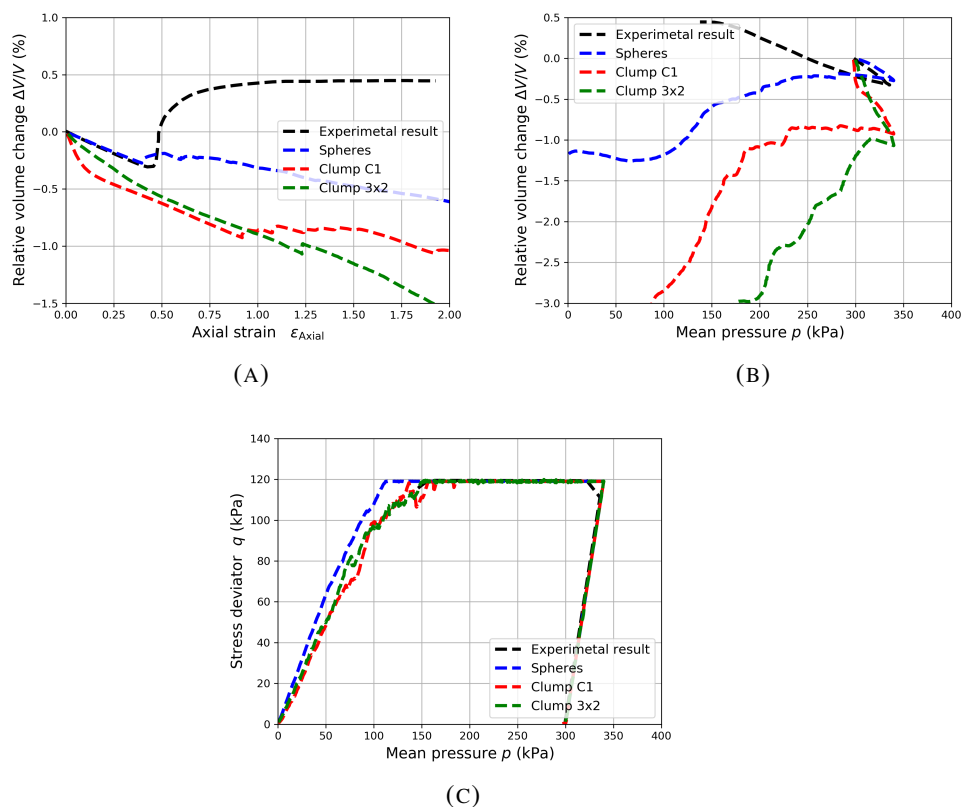 Relative volume change ΔV/V (%)
1.0
0.5
0.0
−0.5
−1.0
−1.5
Experimetal result
Spheres
Clump C1
Clump 3x2
0.00 0.25 0.50 0.75 1.00 1.25 1.50 1.75 2.00
Axial strain ε_Axial
(A)
Relative volume change ΔV/V (%)
0.5
0.0
−0.5
−1.0
−1.5
−2.0
−2.5
−3.0
Experimetal result
Spheres
Clump C1
Clump 3x2
0 50 100 150 200 250 300 350 400
Mean pressure p (kPa)
(B)
Stress deviator q (kPa)
140
120
100
80
60
40
20
0
Experimetal result
Spheres
Clump C1
Clump 3x2
0 50 100 150 200 250 300 350 400
Mean pressure p (kPa)
(C)